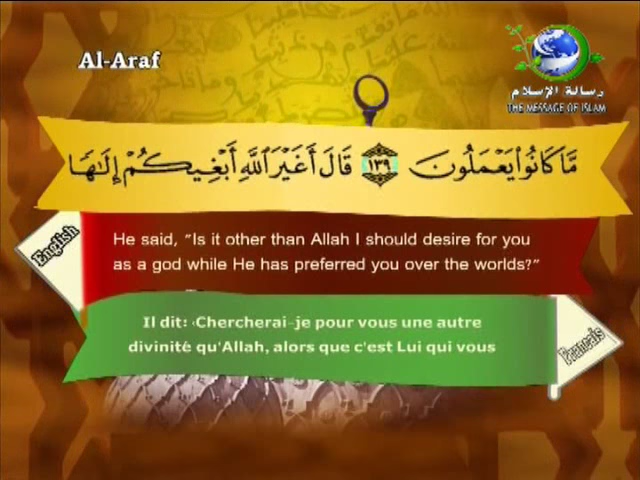 Al-Araf
رسالة الإسلام
THE MESSAGE OF ISLAM
مَّا كَانُوا۟ يَعْمَلُونَ ١٣٩ قَالَ أَغَيْرَ ٱللَّهِ أَبْغِيكُمْ إِلَـٰهًا
English
He said, “Is it other than Allah I should desire for you
as a god while He has preferred you over the worlds?”
Il dit: ‹Chercherai-je pour vous une autre
divinité qu'Allah, alors que c'est Lui qui vous
Francais